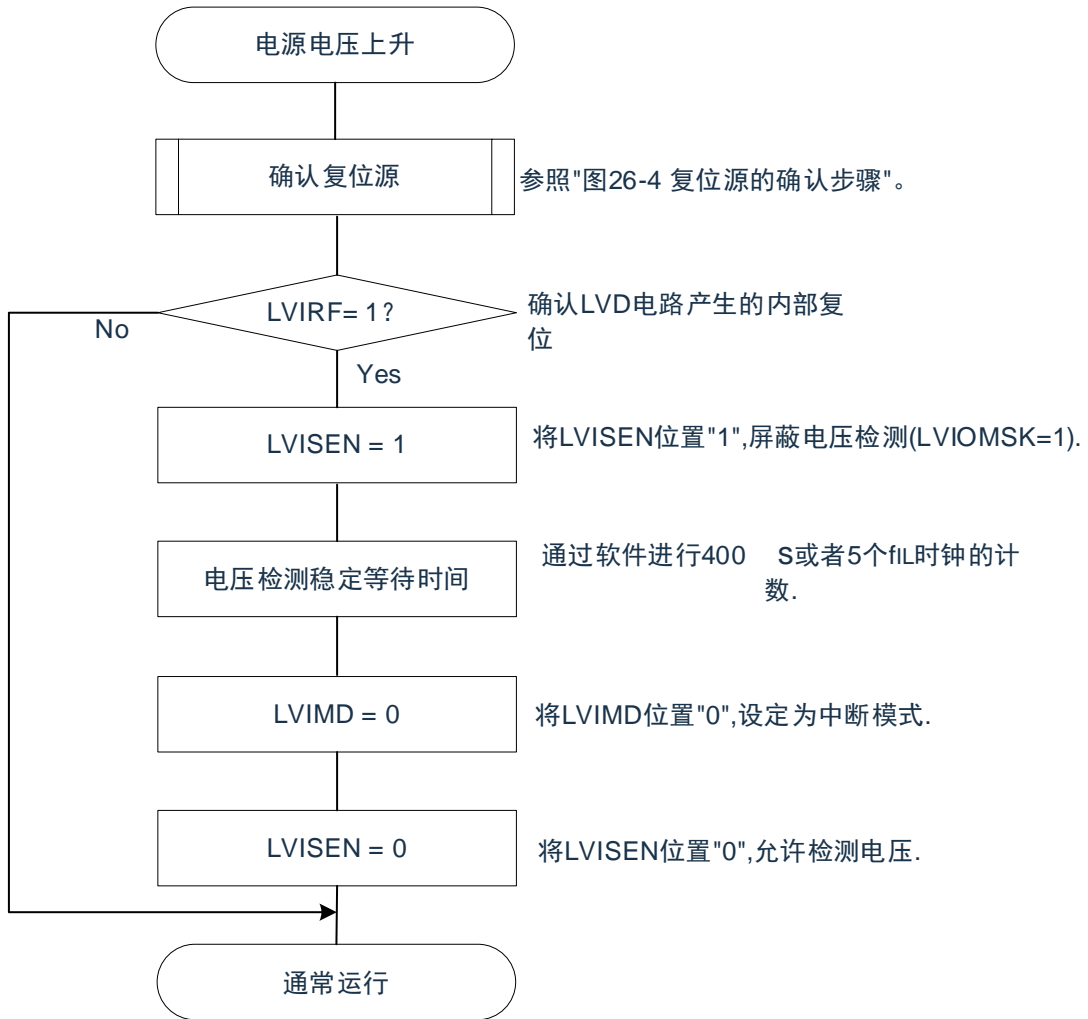 电源电压上升
确认复位源
参照"图26-4 复位源的确认步骤"。
LVIRF= 1?
确认LVD电路产生的内部复
位
No
Yes
LVISEN = 1
将LVISEN位置"1",屏蔽电压检测(LVIOMSK=1).
电压检测稳定等待时间
通过软件进行400 s或者5个fIL时钟的计
数.
LVIMD = 0
将LVIMD位置"0",设定为中断模式.
LVISEN = 0
将LVISEN位置"0",允许检测电压.
通常运行